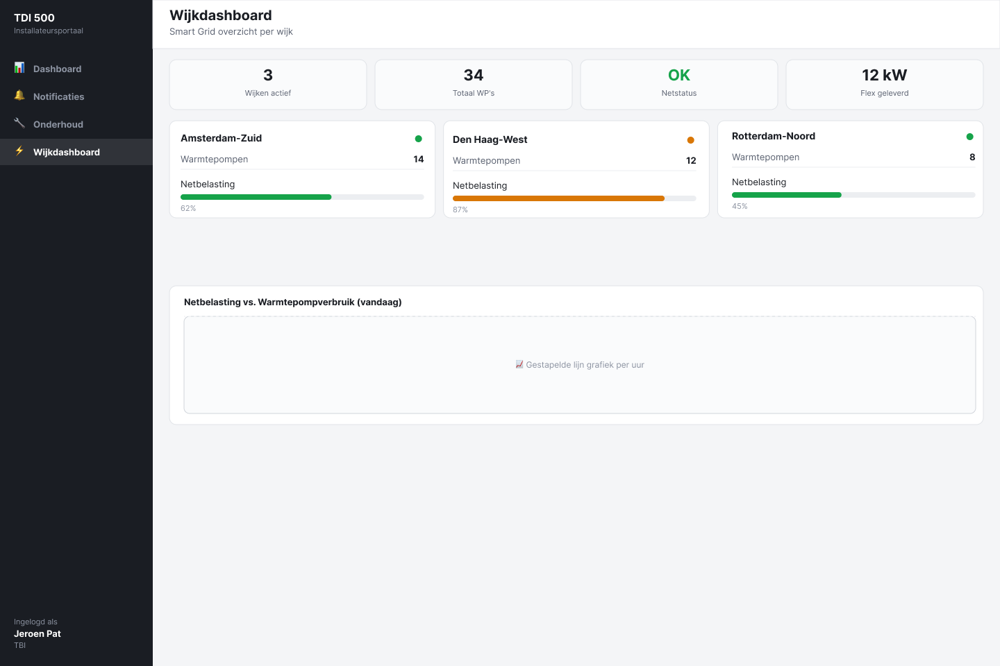 TDI 500
Installateursportaal
Dashboard
Notificaties
Onderhoud
Wijkdashboard
Ingelogd als
Jeroen Pat
TBI
Wijkdashboard
Smart Grid overzicht per wijk
3
Wijken actief
34
Totaal WP's
OK
Netstatus
12 kW
Flex geleverd
Amsterdam-Zuid
Warmtepompen 14
Netbelasting
62%
Den Haag-West
Warmtepompen 12
Netbelasting
87%
Rotterdam-Noord
Warmtepompen 8
Netbelasting
45%
Netbelasting vs. Warmtepompverbruik (vandaag)
Gestapelde lijn grafiek per uur